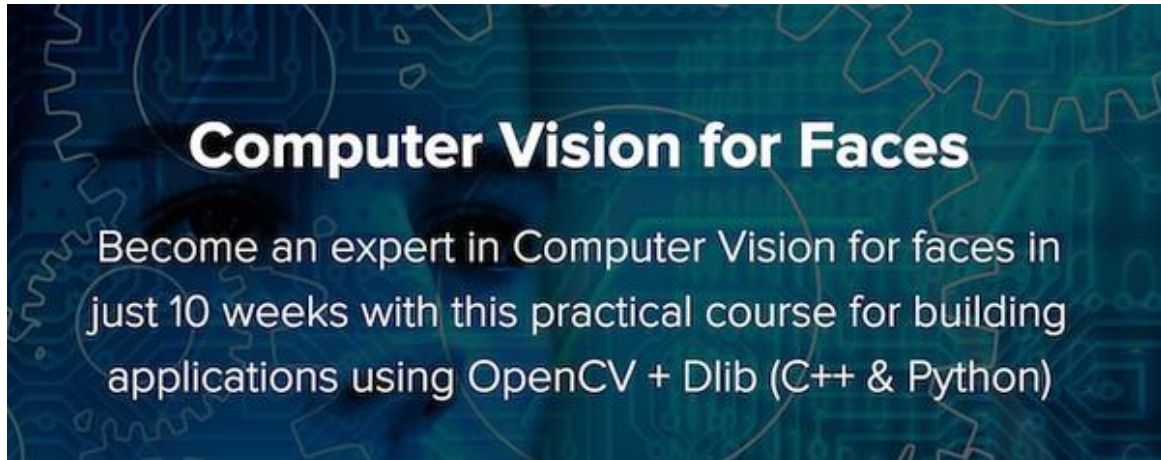 Computer Vision for Faces
Become an expert in Computer Vision for faces in
just 10 weeks with this practical course for building
applications using OpenCV + Dlib (C++ & Python)